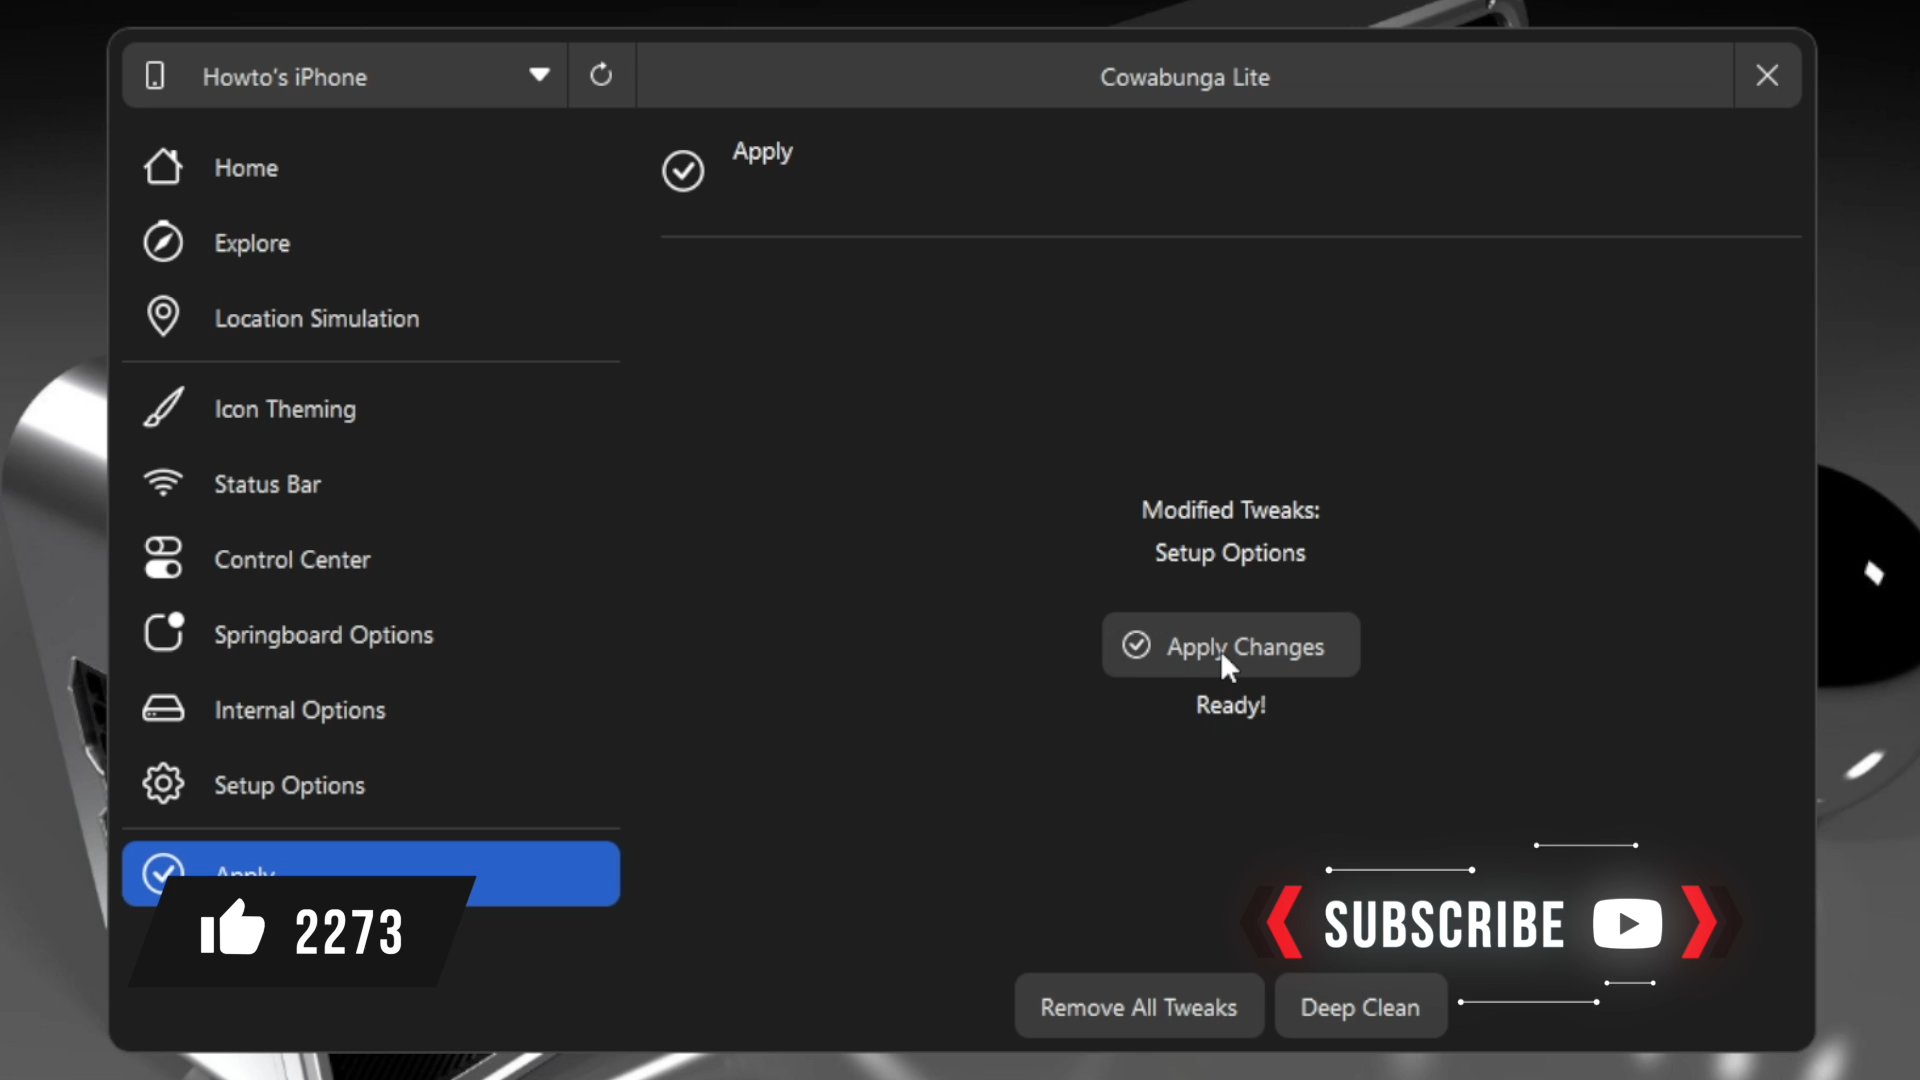 Howto's iPhone
Cowabunga Lite
Home
Explore
Location Simulation
Icon Theming
Status Bar
Control Center
Springboard Options
Internal Options
Setup Options
Apply
Apply
Modified Tweaks:
Setup Options
Apply Changes
Ready!
2273
SUBSCRIBE
Remove All Tweaks
Deep Clean